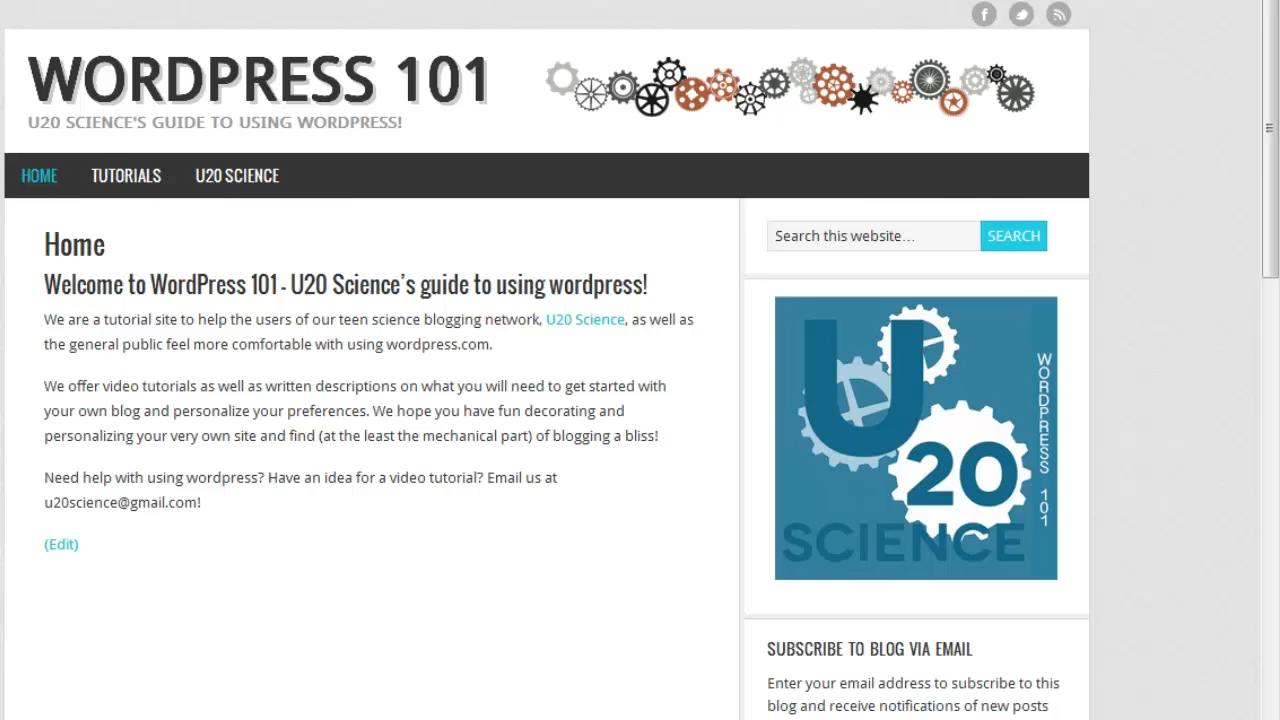 WORDPRESS 101
U20 SCIENCE'S GUIDE TO USING WORDPRESS!
HOME TUTORIALS U20 SCIENCE
Home
Welcome to WordPress 101 - U20 Science's guide to using wordpress!
We are a tutorial site to help the users of our teen science blogging network, U20 Science, as well as
the general public feel more comfortable with using wordpress.com.
We offer video tutorials as well as written descriptions on what you will need to get started with
your own blog and personalize your preferences. We hope you have fun decorating and
personalizing your very own site and find (at the least the mechanical part) of blogging a bliss!
Need help with using wordpress? Have an idea for a video tutorial? Email us at
u20science@gmail.com!
(Edit)
Search this website... SEARCH
U
20
SCIENCE
WORDPRESS 101
SUBSCRIBE TO BLOG VIA EMAIL
Enter your email address to subscribe to this
blog and receive notifications of new posts